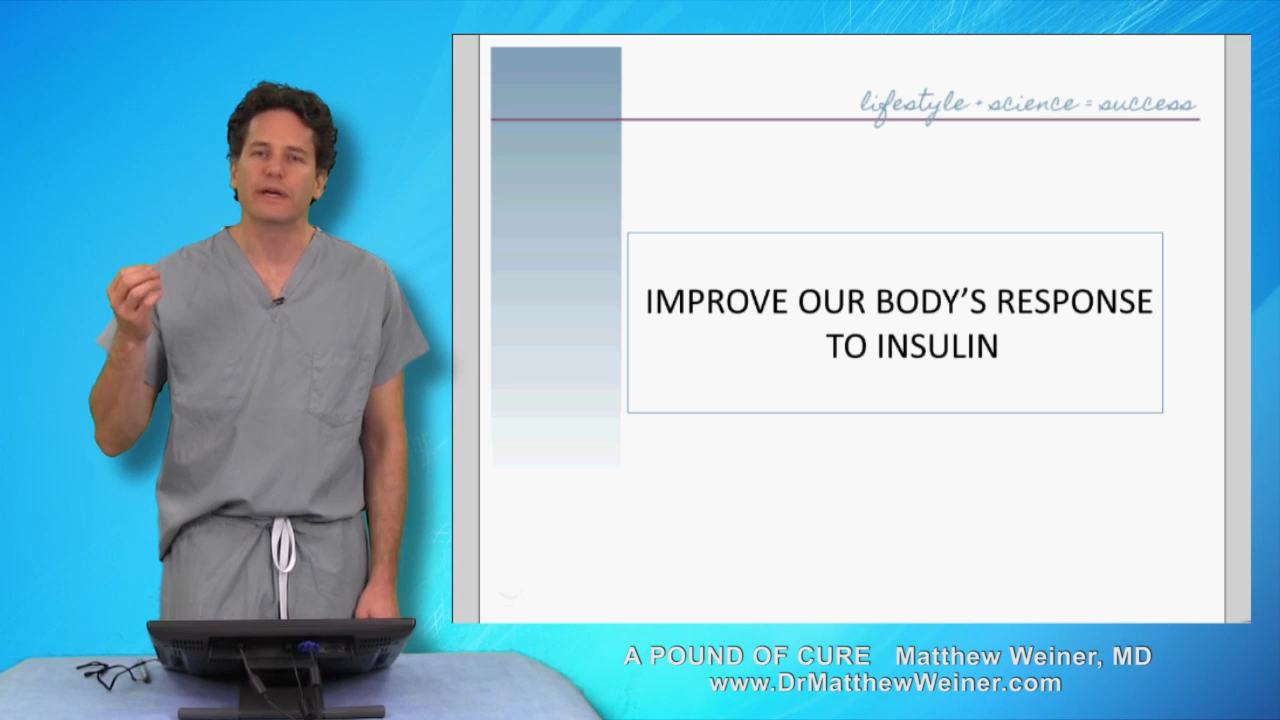 lifestyle + science = success
IMPROVE OUR BODY’S RESPONSE
TO INSULIN
A POUND OF CURE Matthew Weiner, MD
www.DrMatthewWeiner.com